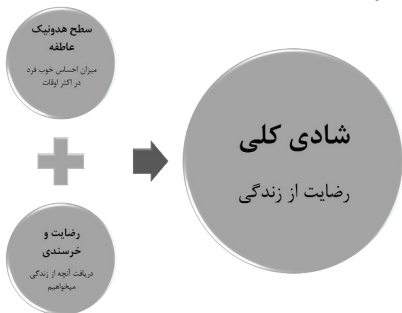 سطح هدونیک
عاطفه
میزان احساس خوب فرد
در اکثر اوقات
رضایت و
خرسندی
دریافت آنچه از زندگی
میخواهیم
شادی کلی
رضایت از زندگی